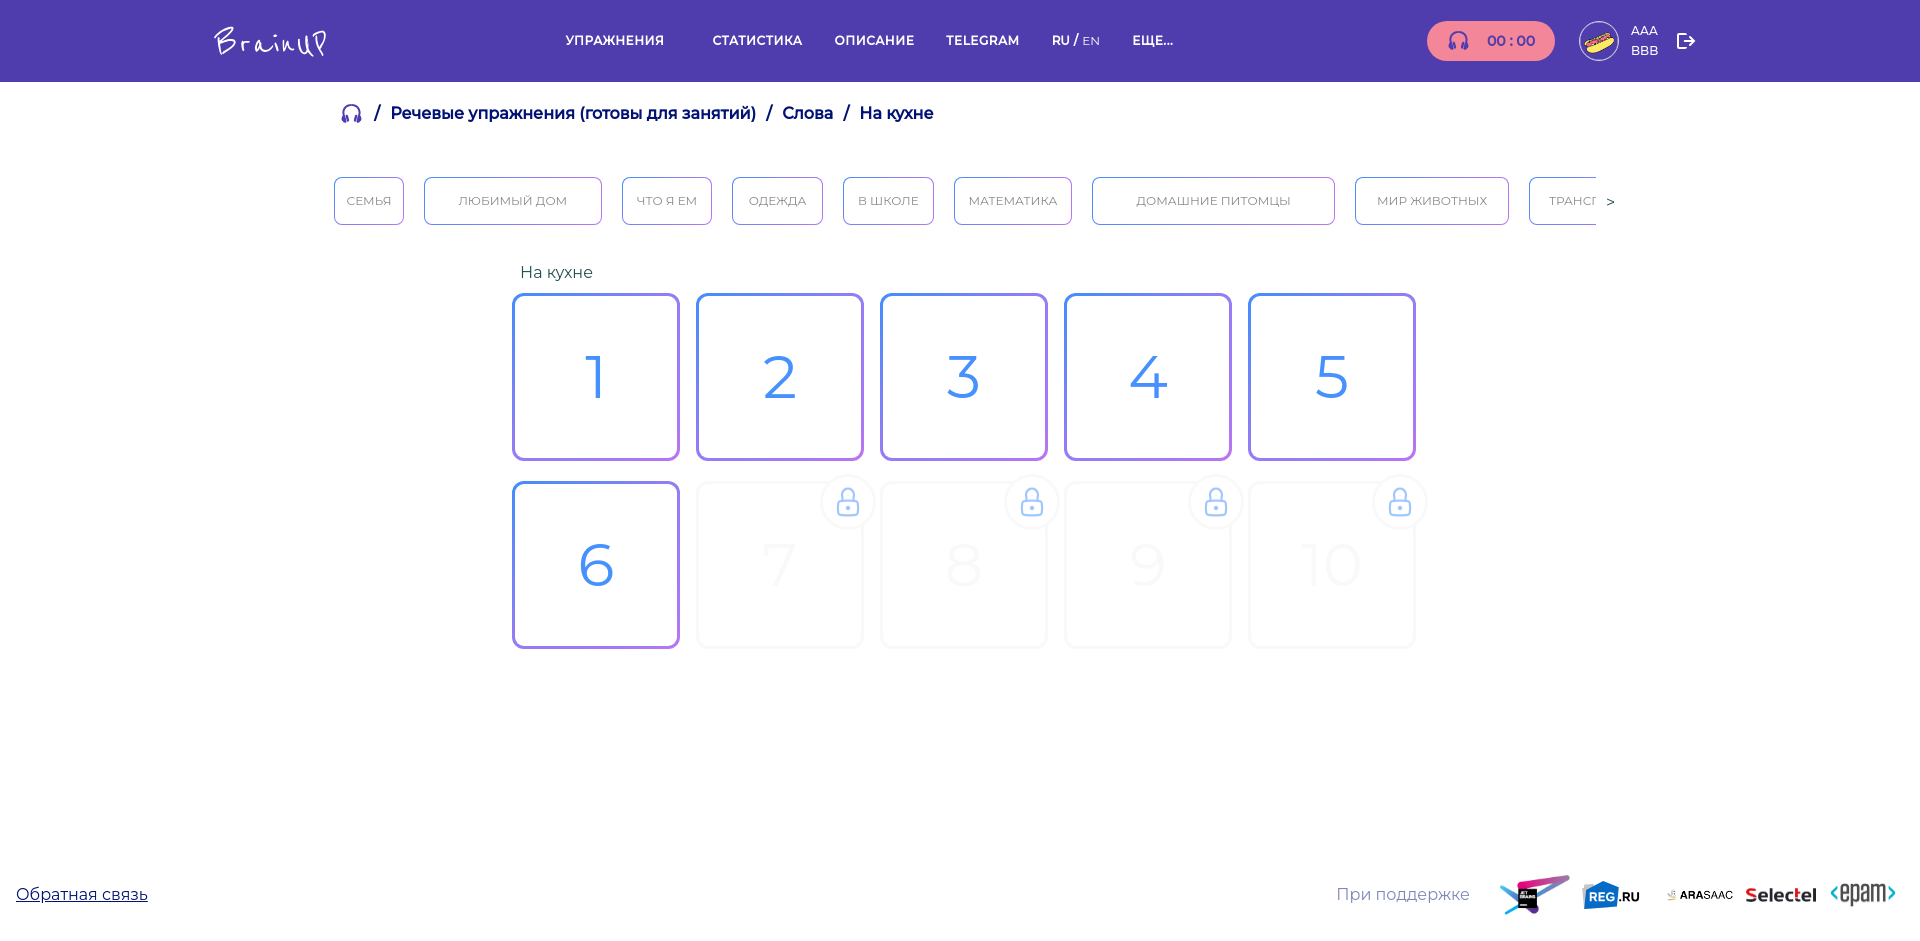 BrainUP
УПРАЖНЕНИЯ СТАТИСТИКА ОПИСАНИЕ TELEGRAM RU / EN ЕЩЕ...
00 : 00
AAA
BBB
/ Речевые упражнения (готовы для занятий) / Слова / На кухне
СЕМЬЯ ЛЮБИМЫЙ ДОМ ЧТО Я ЕМ ОДЕЖДА В ШКОЛЕ МАТЕМАТИКА ДОМАШНИЕ ПИТОМЦЫ МИР ЖИВОТНЫХ ТРАНСП >
На кухне
1 2 3 4 5
6 7 8 9 10
Обратная связь
При поддержке
JET BRAINS
REG.RU
ARASAAC
Selectel
<epam>